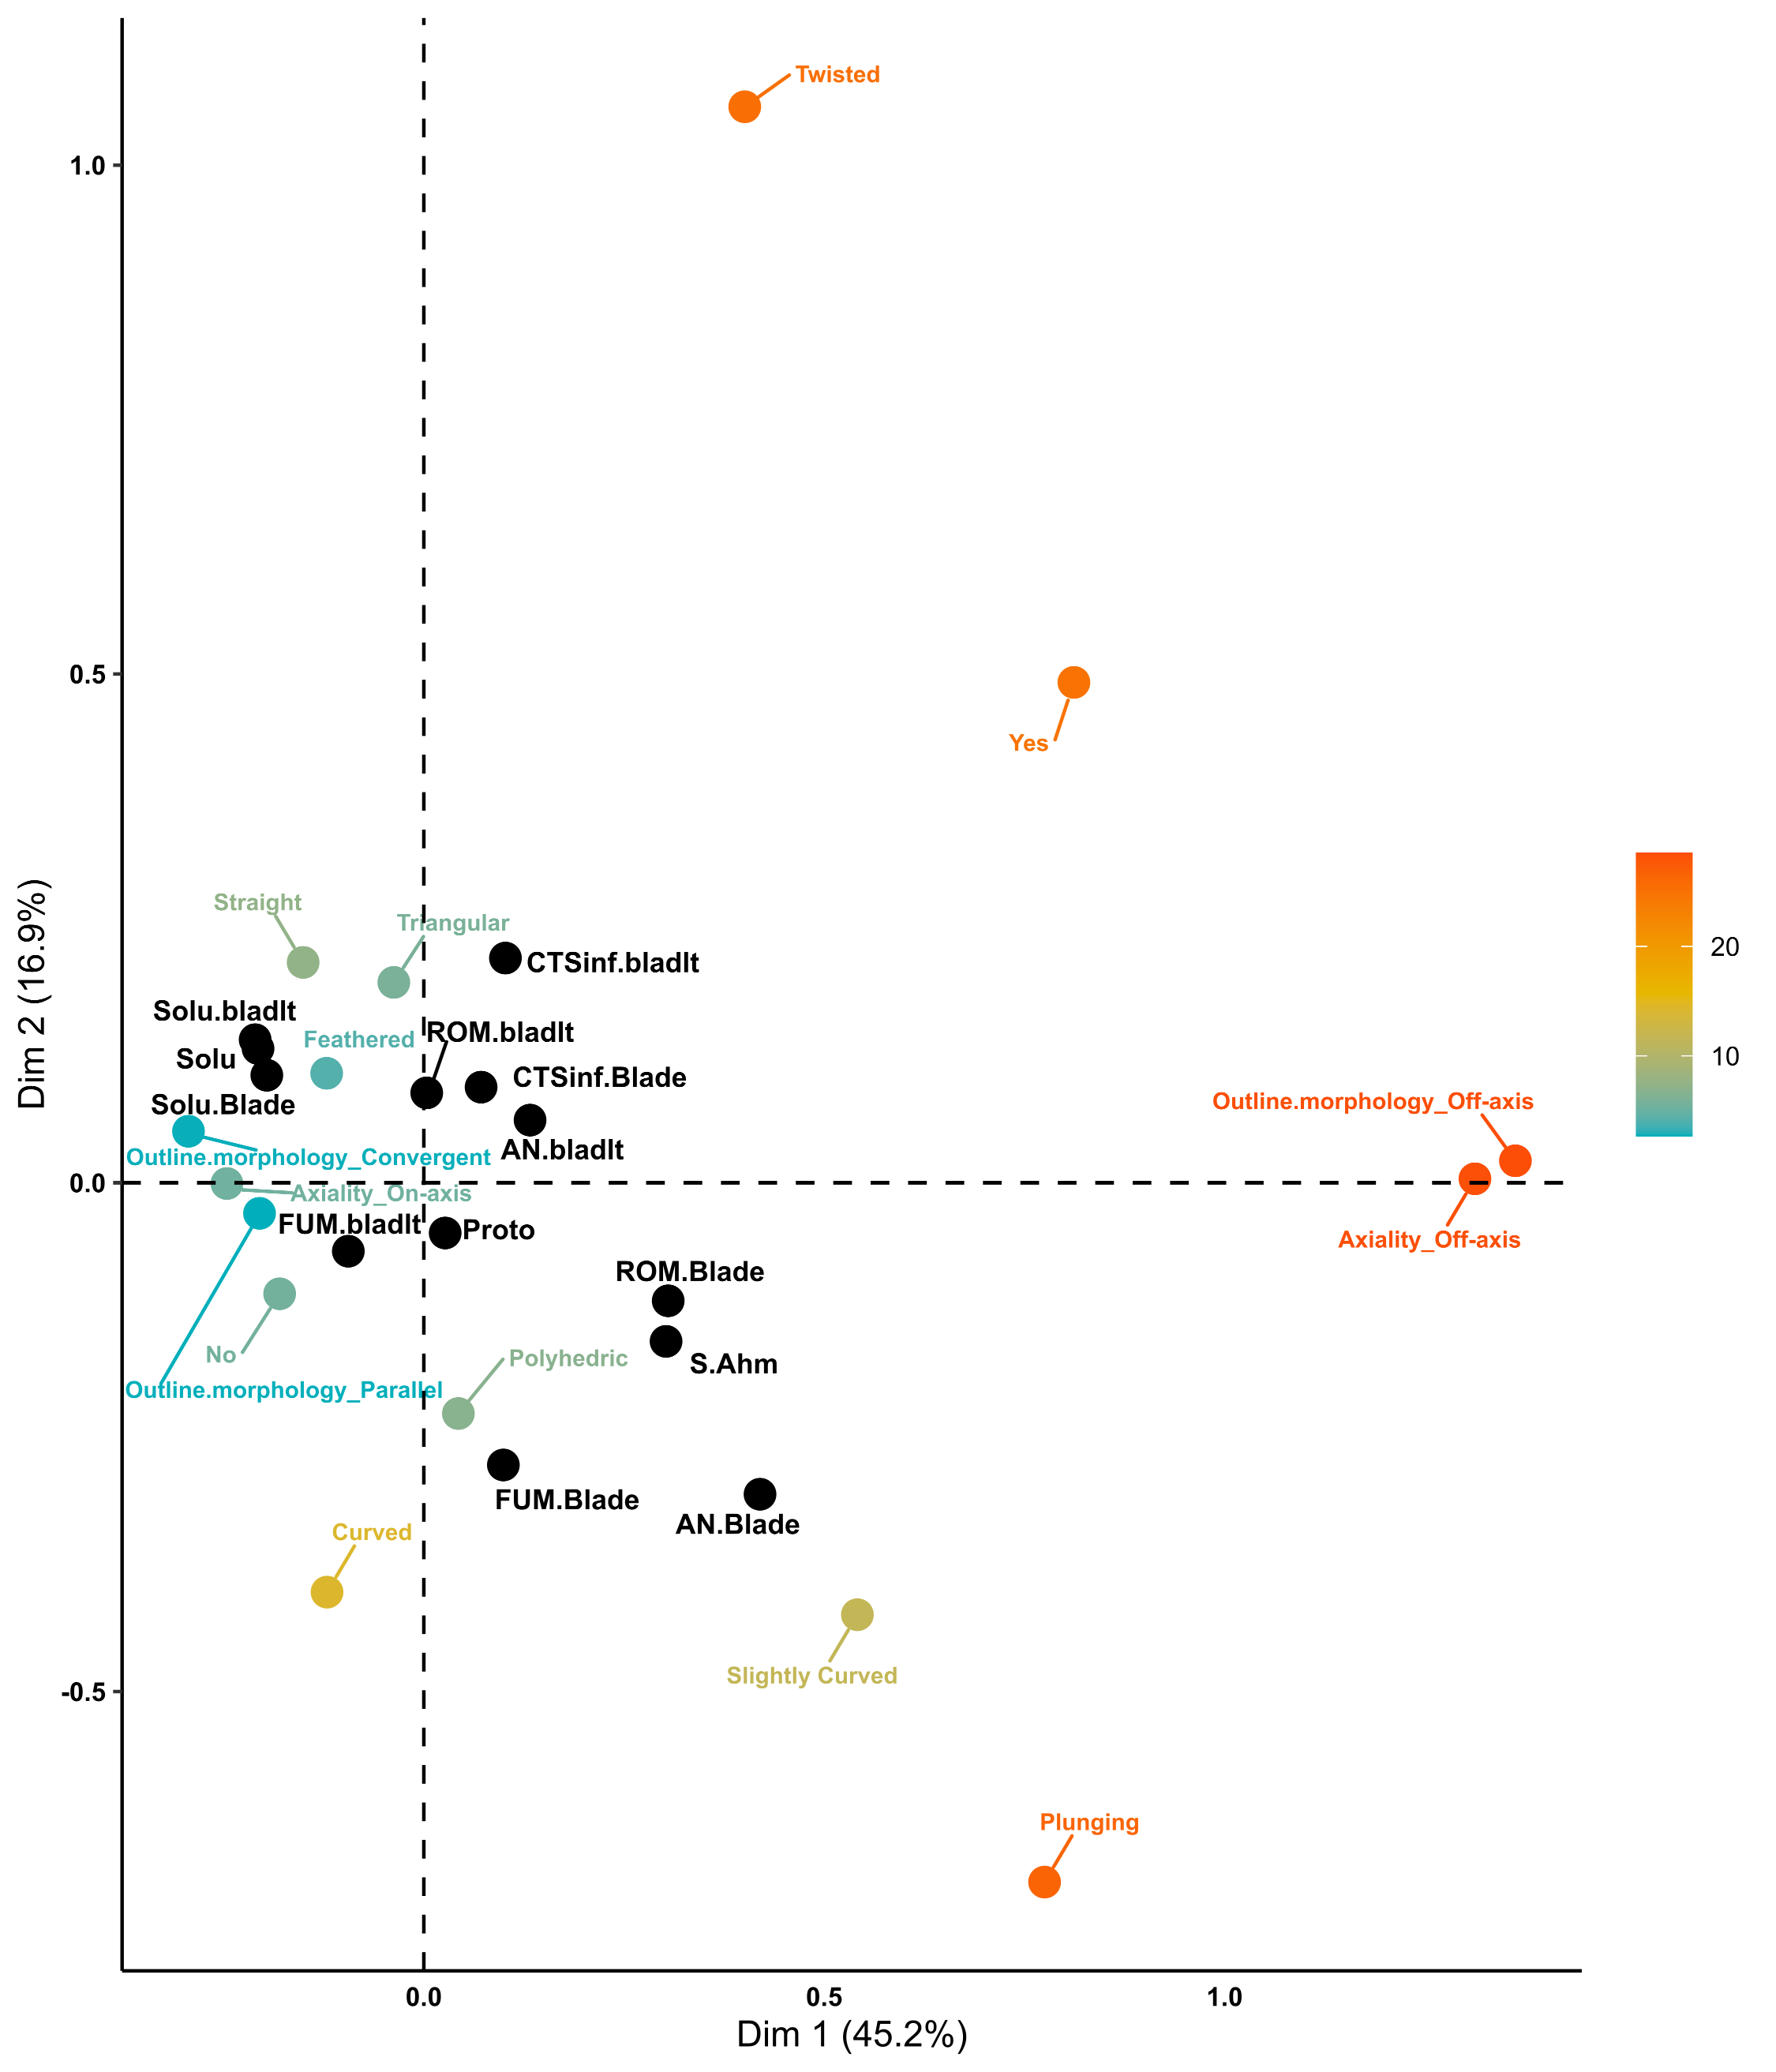 Twisted
1.0
0.5
Yes
Straight
Triangular
CTSinf.bladlt
20
Solu.bladlt
Feathered
ROM.bladlt
Solu
10
CTSinf.Blade
Solu.Blade
Outline.morphology_Off-axis
AN.bladlt
Outline.morphology_Convergent
0.0
Axiality_On-axis
FUM.bladlt
Proto
Axiality_Off-axis
ROM.Blade
No
Polyhedric
S.Ahm
Outline.morphology_Parallel
FUM.Blade
AN.Blade
Curved
Slightly Curved
-0.5
Plunging
Dim 2 (16.9%)
0.0
0.5
1.0
Dim 1 (45.2%)